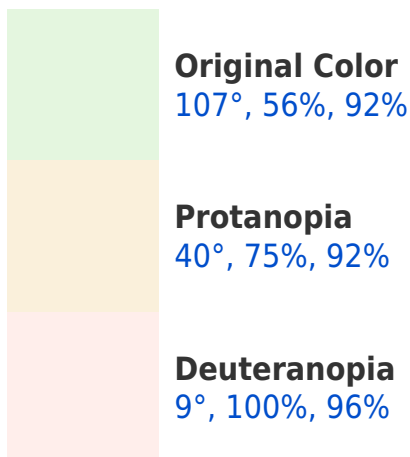 Original Color
107°, 56%, 92%
Protanopia
40°, 75%, 92%
Deuteranopia
9°, 100%, 96%